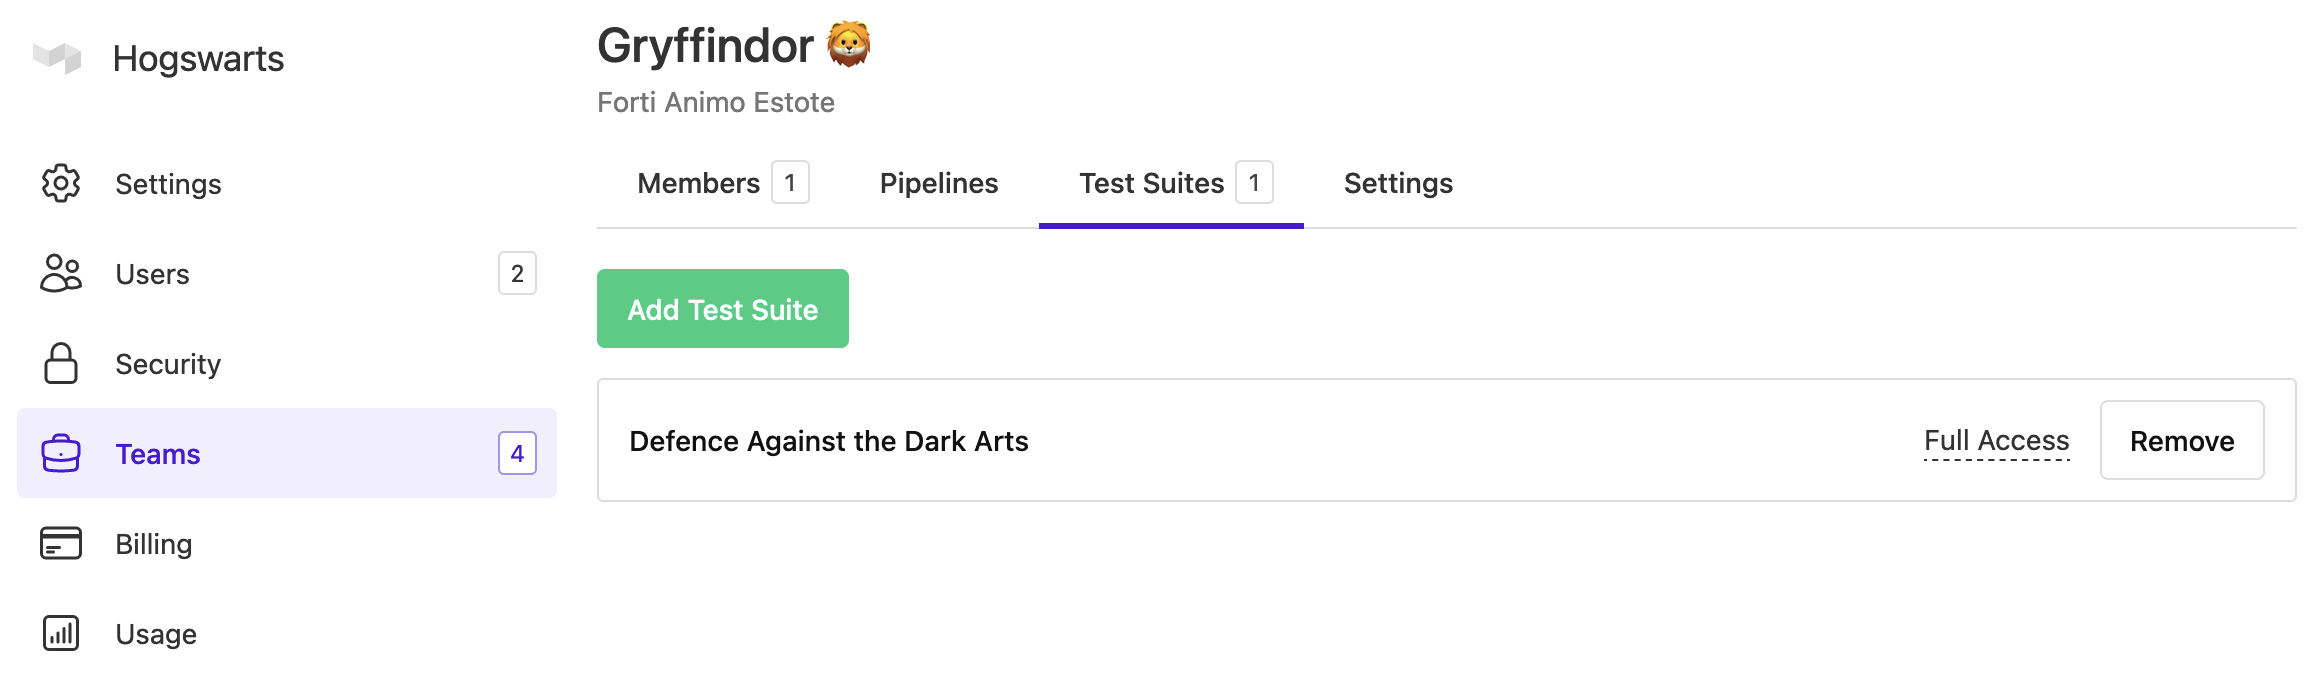 Hogswarts
Settings
Users 2
Security
Teams 4
Billing
Usage
Gryffindor 🦁
Forti Animo Estote
Members 1 Pipelines Test Suites 1 Settings
Add Test Suite
Defence Against the Dark Arts Full Access Remove